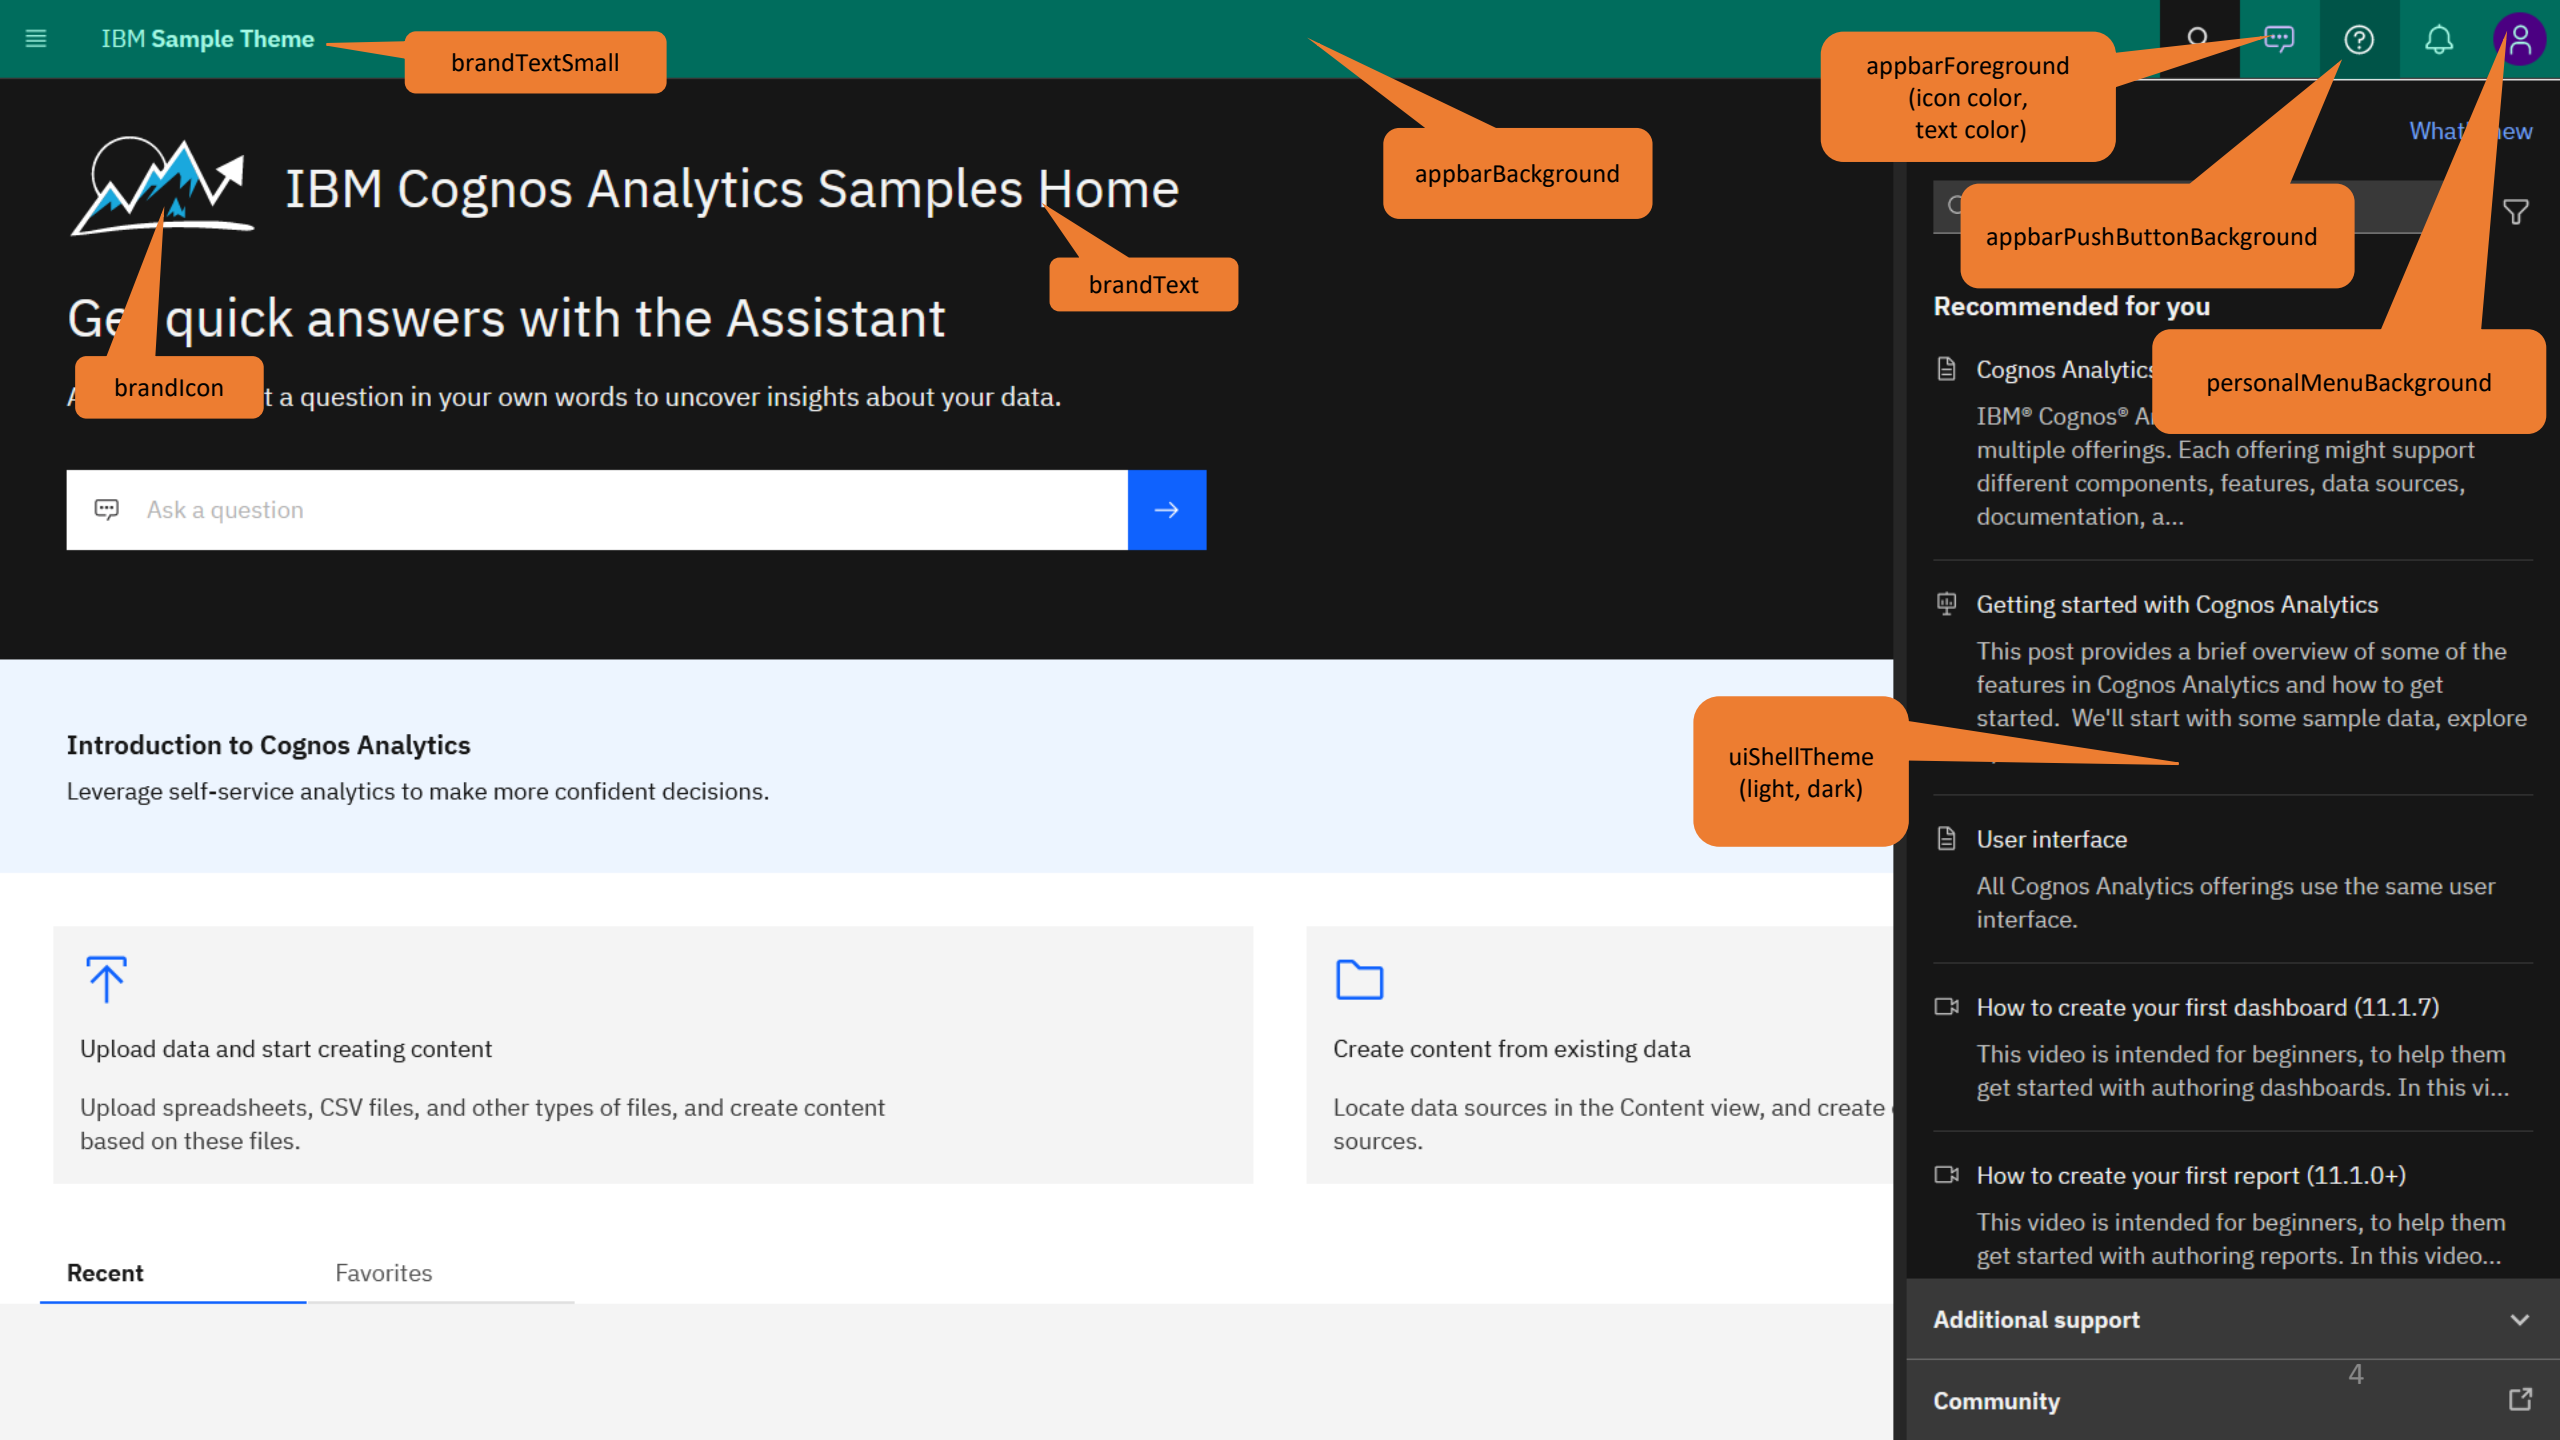 IBM Sample Theme
brandTextSmall
appbarForeground
(icon color,
text color)
appbarBackground
What
ew
IBM Cognos Analytics Samples Home
appbarPushButtonBackground
brandText
Recommended for you
Ge quick answers with the Assistant
brandIcon
t a question in your own words to uncover insights about your data.
personalMenuBackground
Cognos Analytics
IBM® Cognos® A
multiple offerings. Each offering might support
different components, features, data sources,
documentation, a...
Ask a question
Getting started with Cognos Analytics
This post provides a brief overview of some of the
features in Cognos Analytics and how to get
started. We'll start with some sample data, explore
uiShellTheme
(light, dark)
Introduction to Cognos Analytics
Leverage self-service analytics to make more confident decisions.
User interface
All Cognos Analytics offerings use the same user
interface.
Upload data and start creating content
Upload spreadsheets, CSV files, and other types of files, and create content
based on these files.
Create content from existing data
Locate data sources in the Content view, and create
sources.
How to create your first dashboard (11.1.7)
This video is intended for beginners, to help them
get started with authoring dashboards. In this vi...
How to create your first report (11.1.0+)
This video is intended for beginners, to help them
get started with authoring reports. In this video...
Recent
Favorites
Additional support
4
Community